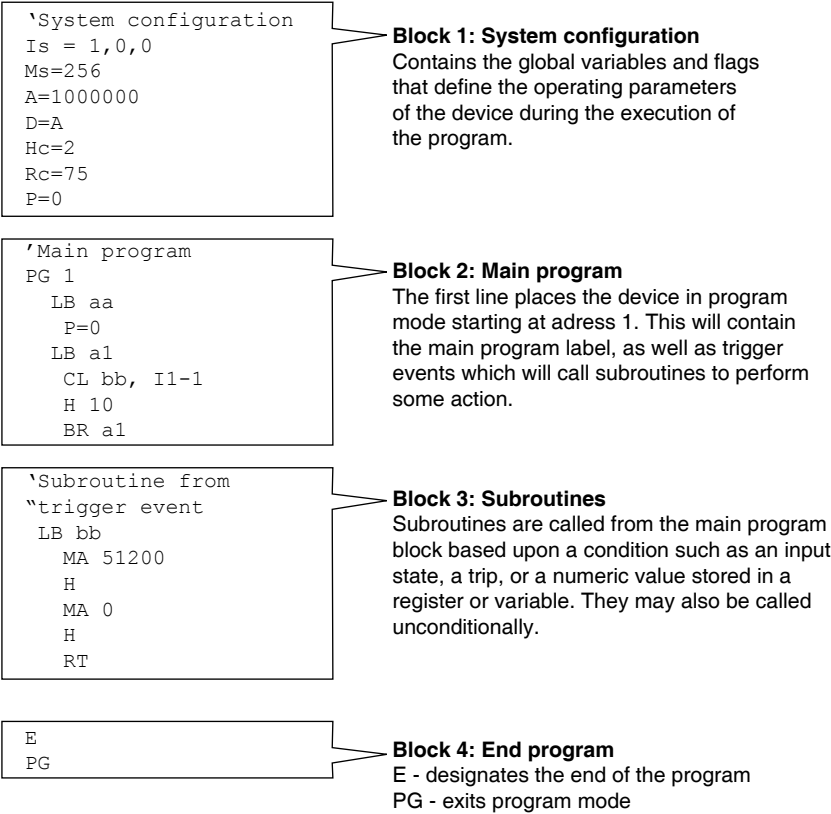 ‘System configuration
Is = 1,0,0
Ms=256
A=1000000
D=A
Hc=2
Rc=75
P=0
Block 1: System configuration
Contains the global variables and flags
that define the operating parameters
of the device during the execution of
the program.
’Main program
PG 1
LB aa
P=0
LB a1
CL bb, I1-1
H 10
BR a1
Block 2: Main program
The first line places the device in program
mode starting at adress 1. This will contain
the main program label, as well as trigger
events which will call subroutines to perform
some action.
‘Subroutine from
“trigger event
LB bb
MA 51200
H
MA 0
H
RT
Block 3: Subroutines
Subroutines are called from the main program
block based upon a condition such as an input
state, a trip, or a numeric value stored in a
register or variable. They may also be called
unconditionally.
E
PG
Block 4: End program
E - designates the end of the program
PG - exits program mode